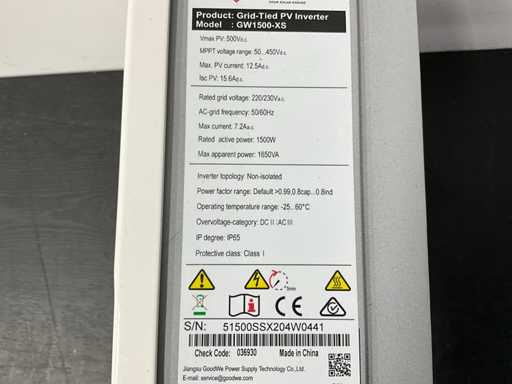 Product: Grid-Tied PV Inverter
Model : GW1500-XS
Vmax PV: 500Vd.c.
MPPT voltage range: 50...450Vd.c.
Max. PV current: 12.5Ad.c.
Isc PV: 15.6Ad.c.
Rated grid voltage: 220/230Va.c.
AC-grid frequency: 50/60Hz
Max current: 7.2Aa.c.
Rated active power: 1500W
Max apparent power: 1650VA
Inverter topology: Non-isolated
Power factor range: Default >0.99,0.8cap...0.8ind
Operating temperature range: -25...60°C
Overvoltage-category: DC II /AC III
IP degree: IP65
Protective class: Class I
5min
CE
S/N: 51500SSX204W0441
Check Code: 036930 Made in China
Jiangsu GoodWe Power Supply Technology Co., Ltd.
E-mail: service@goodwe.com